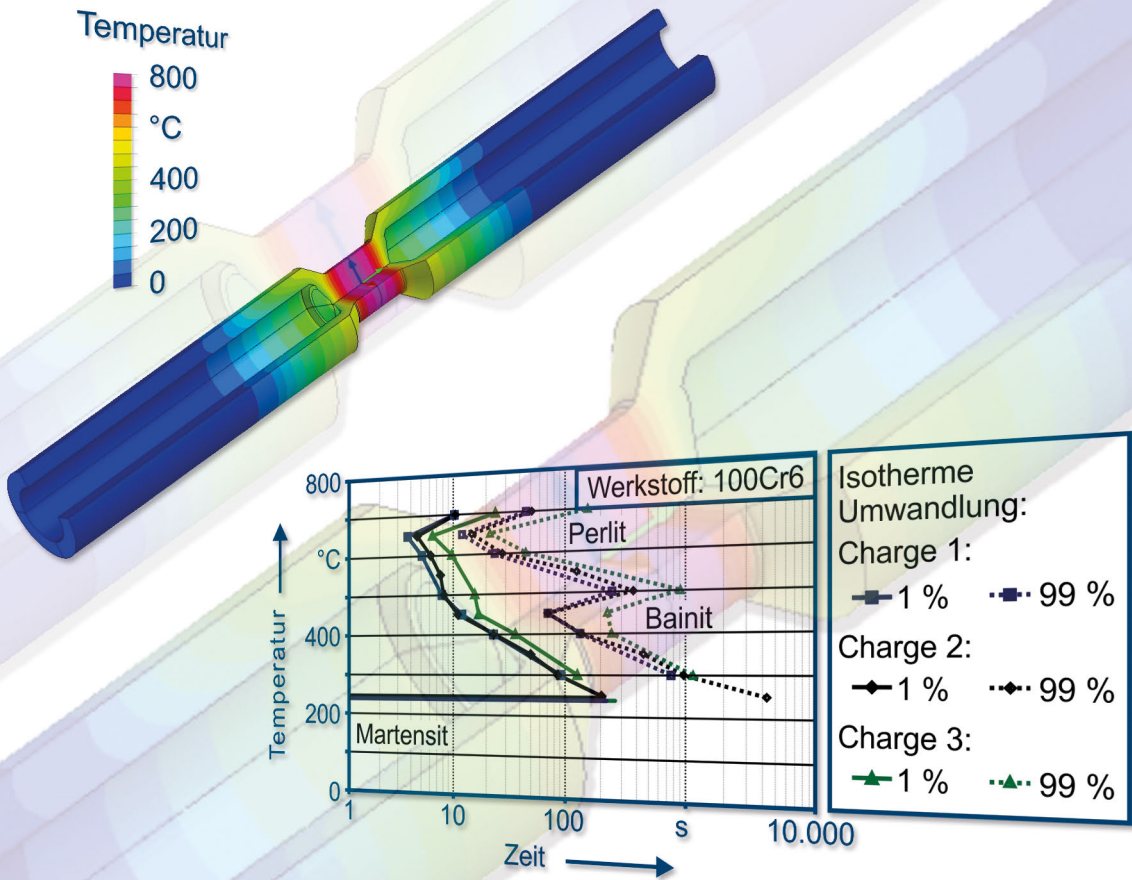 Temperatur
800
°C
400
200
0
800
°C
400
200
0
Temperatur
Werkstoff: 100Cr6
Perlit
Bainit
Martensit
1
10
100
s
10.000
Zeit
Isotherme
Umwandlung:
Charge 1:
1 %
99 %
Charge 2:
1 %
99 %
Charge 3:
1 %
99 %